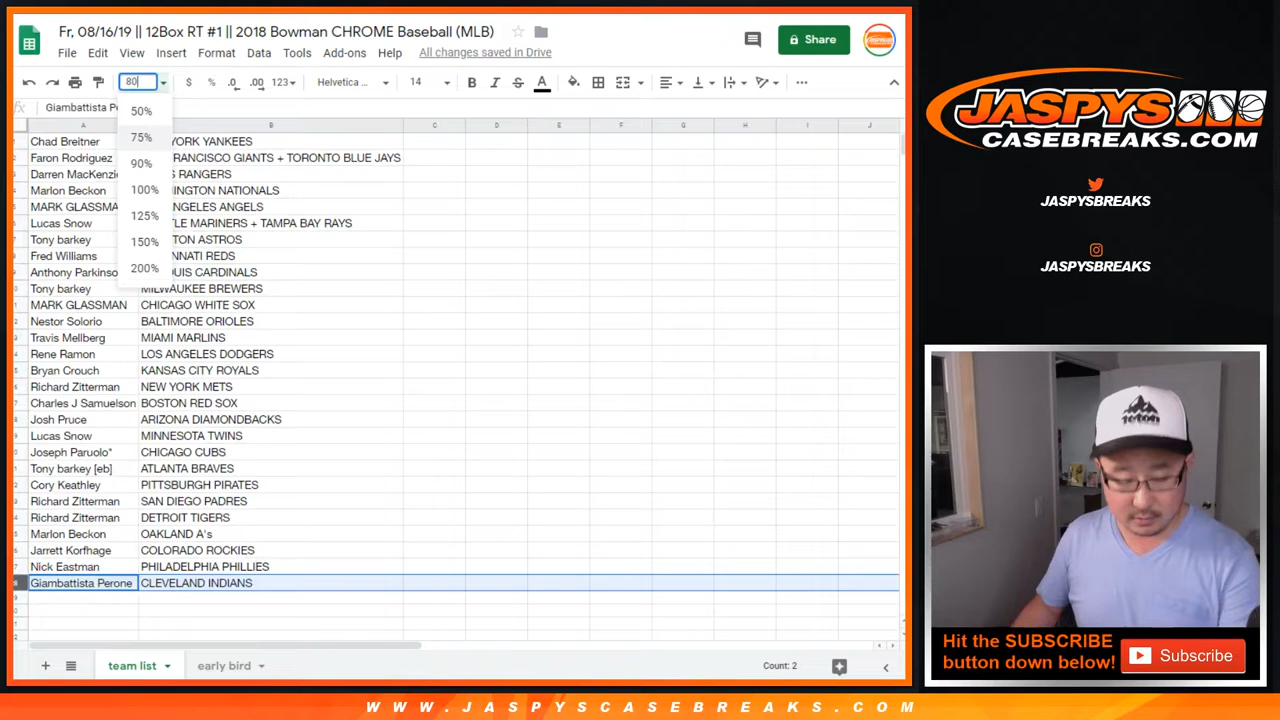 Fr, 08/16/19 || 12Box RT #1 || 2018 Bowman CHROME Baseball (MLB)
File Edit View Format Data Tools Add-ons Help All changes saved in Drive
Share
80 $ % .0 .00 123 Helvetica ... 14 B I S A
Giambattista Pe
50%
75%
90%
100%
125%
150%
200%
A B C D E F G H I J
Chad Breitner YORK YANKEES
Faron Rodriguez FRANCISCO GIANTS + TORONTO BLUE JAYS
Darren MacKenzie S RANGERS
Marlon Beckon HINGTON NATIONALS
MARK GLASSMA NGELES ANGELS
Lucas Snow TLE MARINERS + TAMPA BAY RAYS
Tony barkey TON ASTROS
Fred Williams NNATI REDS
Anthony Parkinso OUIS CARDINALS
Tony barkey MILWAUKEE BREWERS
MARK GLASSMAN CHICAGO WHITE SOX
Nestor Solorio BALTIMORE ORIOLES
Travis Mellberg MIAMI MARLINS
Rene Ramon LOS ANGELES DODGERS
Bryan Crouch KANSAS CITY ROYALS
Richard Zitterman NEW YORK METS
Charles J Samuelson BOSTON RED SOX
Josh Pruce ARIZONA DIAMONDBACKS
Lucas Snow MINNESOTA TWINS
Joseph Paruolo* CHICAGO CUBS
Tony barkey [eb] ATLANTA BRAVES
Cory Keathley PITTSBURGH PIRATES
Richard Zitterman SAN DIEGO PADRES
Richard Zitterman DETROIT TIGERS
Marlon Beckon OAKLAND A's
Jarrett Korfhage COLORADO ROCKIES
Nick Eastman PHILADELPHIA PHILLIES
Giambattista Perone CLEVELAND INDIANS
team list early bird Count: 2
JASPYS
CASEBREAKS.COM
JASPYSBREAKS
JASPYSBREAKS
teton
Hit the SUBSCRIBE
button down below!
Subscribe
WWW.JASPYSCASEBREAKS.COM